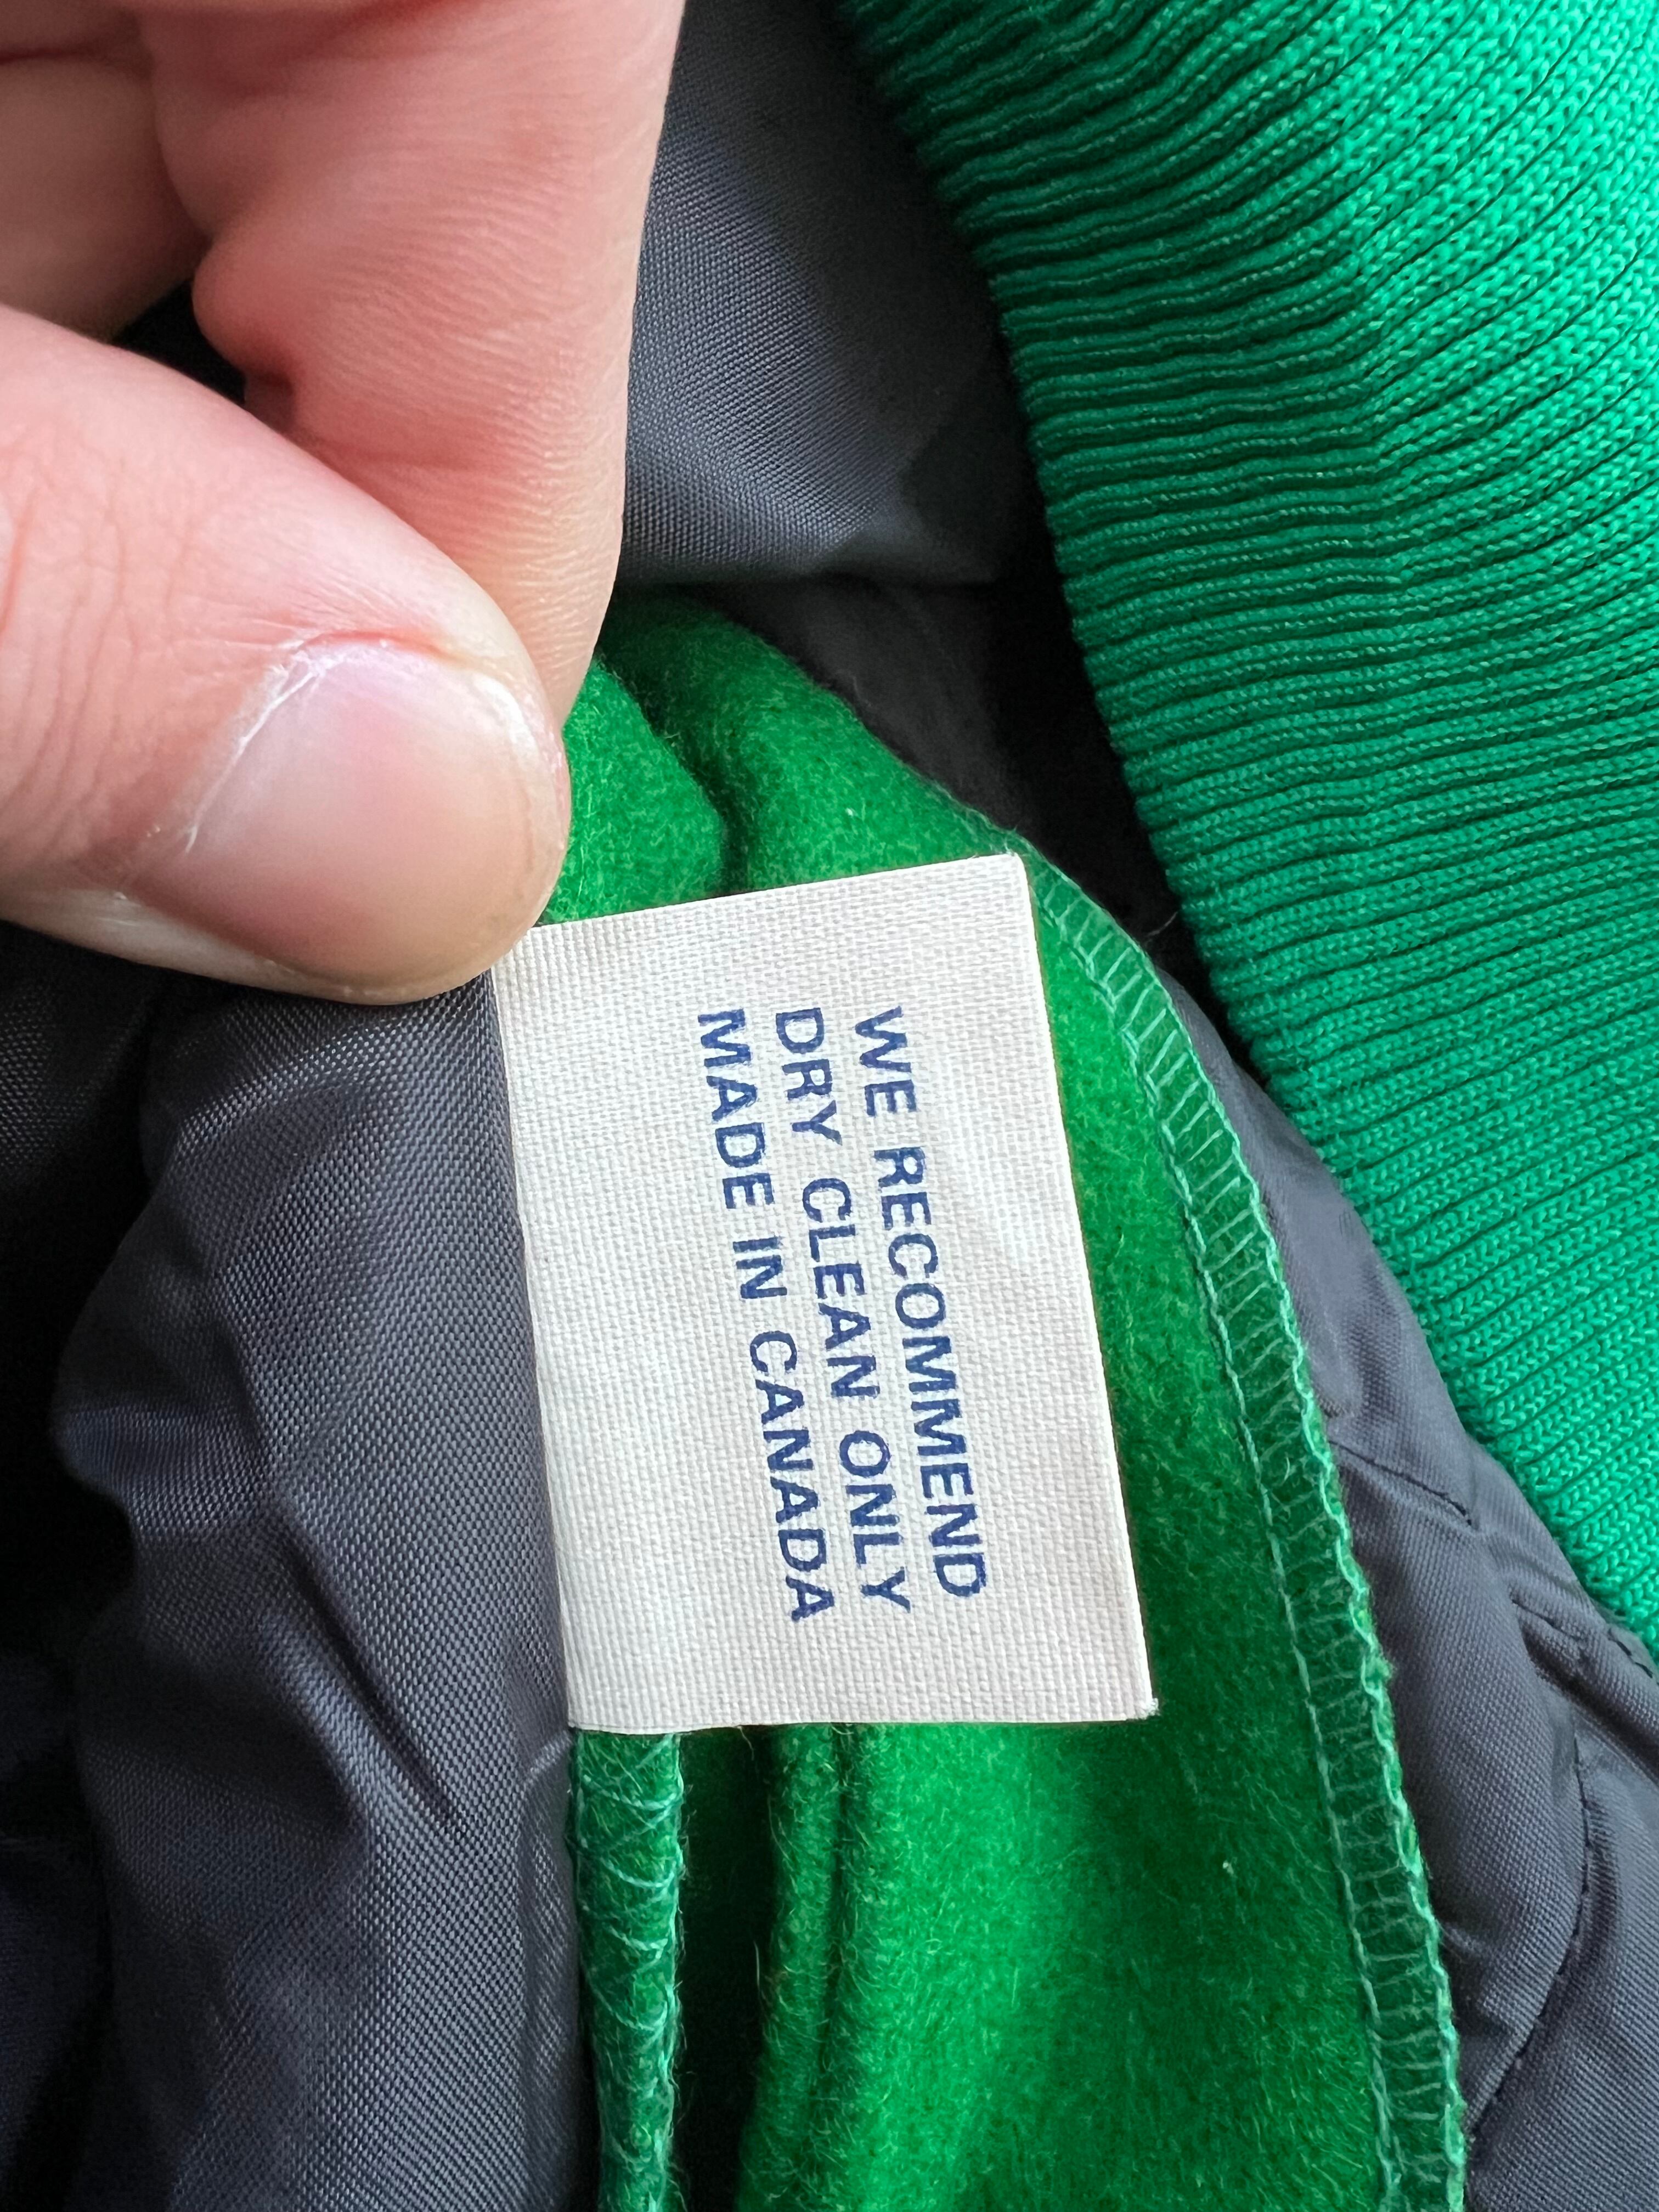 WE RECOMMEND
DRY CLEAN ONLY
MADE IN CANADA